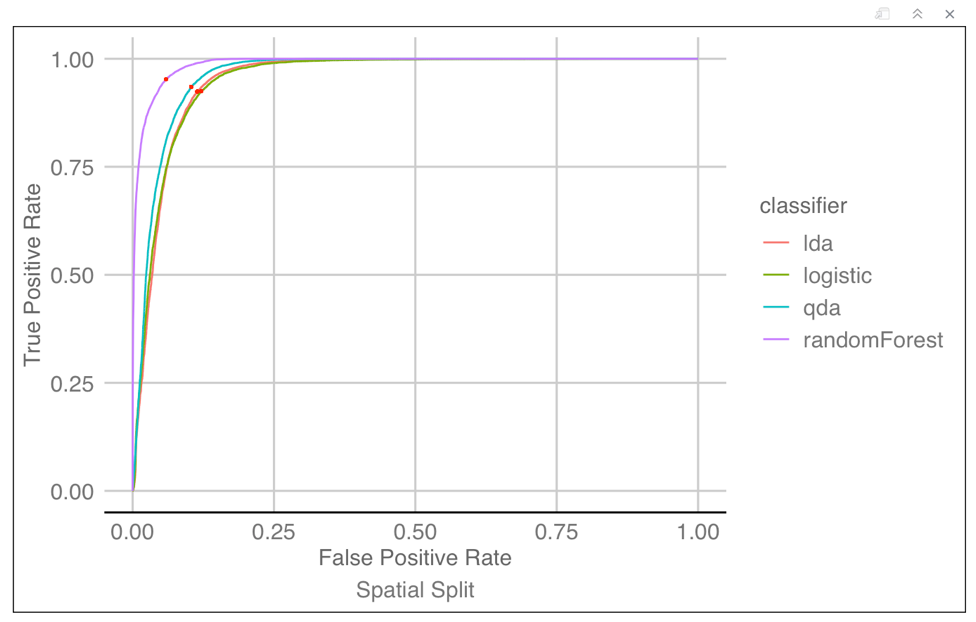 1.00
0.75
0.50
0.25
0.00
True Positive Rate
0.00 0.25 0.50 0.75 1.00
False Positive Rate
Spatial Split
classifier
lda
logistic
qda
randomForest